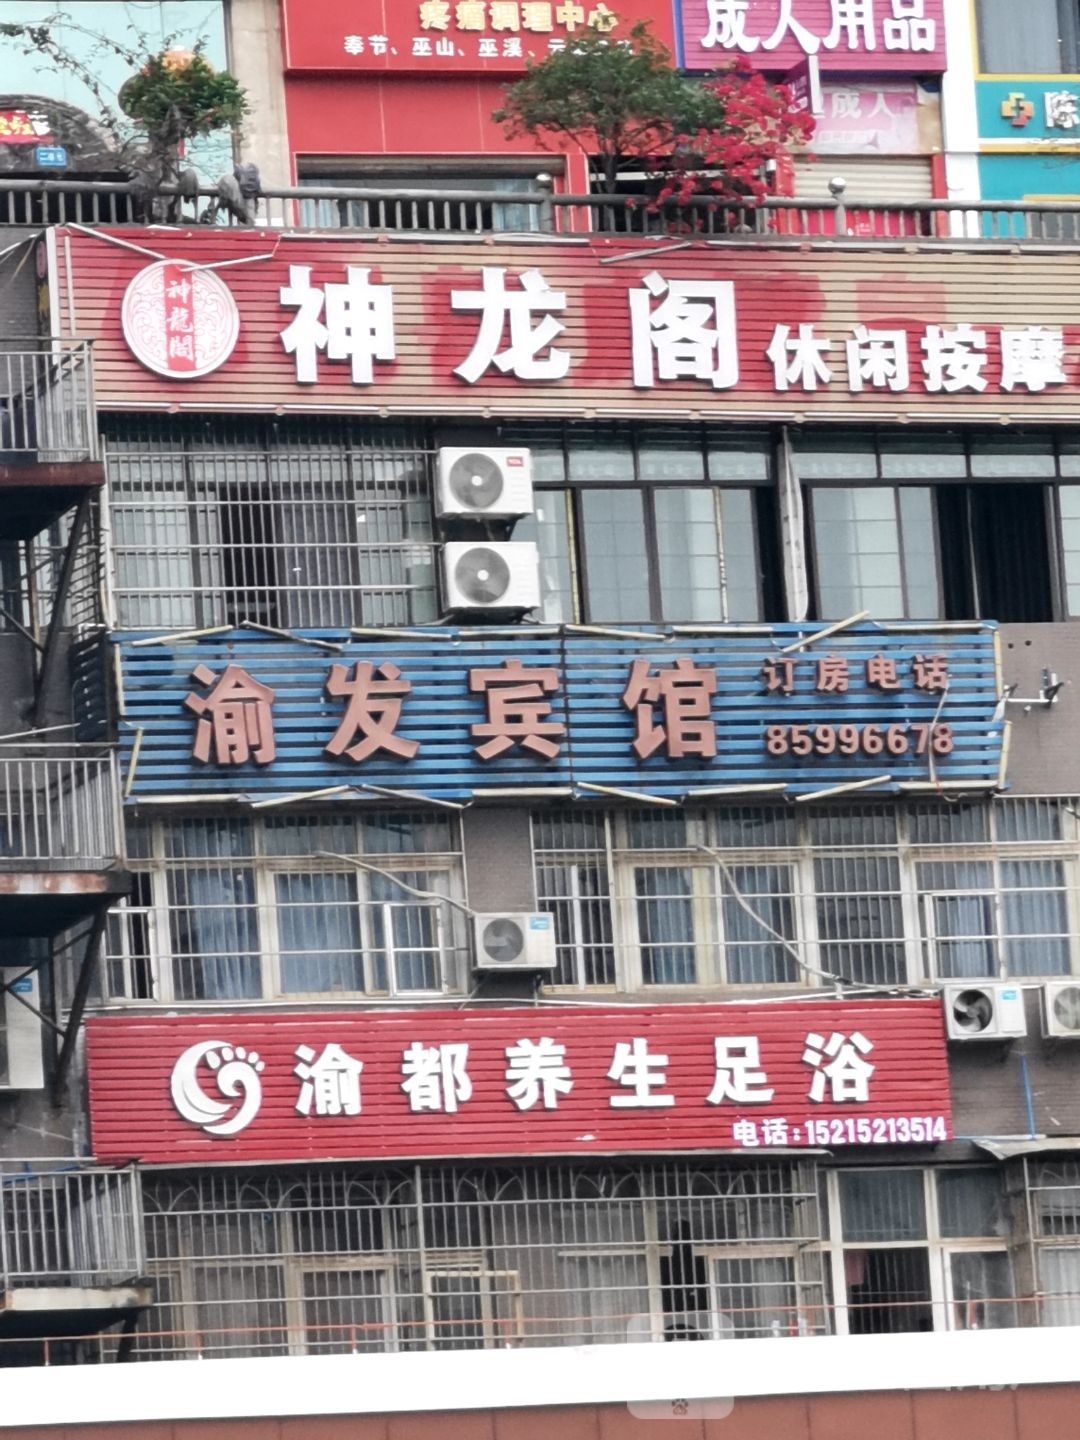 疼痛调理中心
奉节、巫山、巫溪、云
成人用品
成人
陈
神龍閣
神龙阁 休闲按摩
渝发宾馆
订房电话
85996678
渝都养生足浴
电话:15215213514